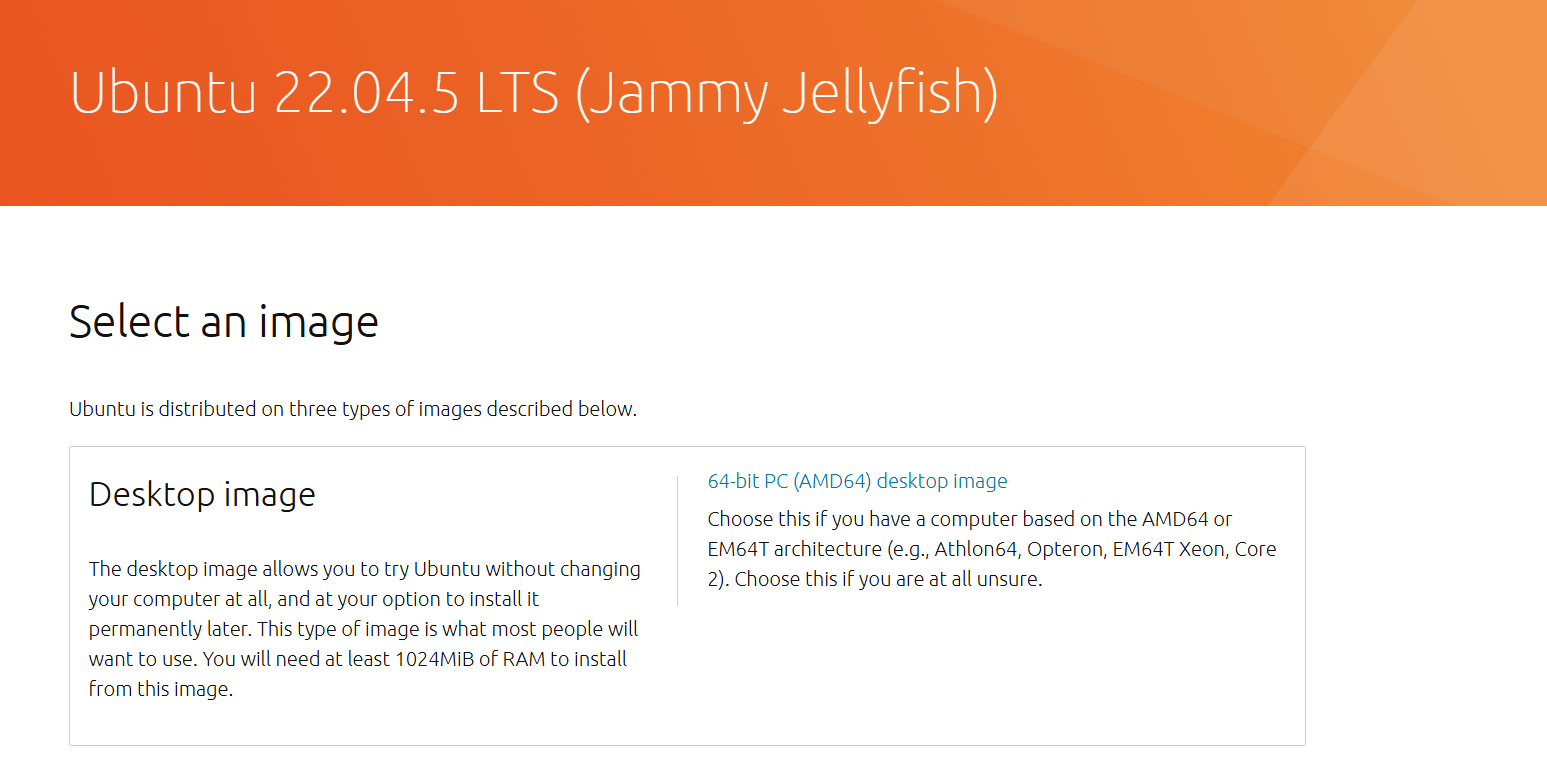 Ubuntu 22.04.5 LTS (Jammy Jellyfish)
Select an image
Ubuntu is distributed on three types of images described below.
Desktop image
The desktop image allows you to try Ubuntu without changing
your computer at all, and at your option to install it
permanently later. This type of image is what most people will
want to use. You will need at least 1024MiB of RAM to install
from this image.
64-bit PC (AMD64) desktop image
Choose this if you have a computer based on the AMD64 or
EM64T architecture (e.g., Athlon64, Opteron, EM64T Xeon, Core
2). Choose this if you are at all unsure.